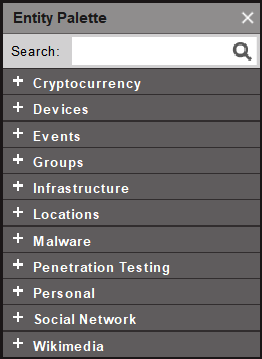 Entity Palette
Search:
Cryptocurrency
Devices
Events
Groups
Infrastructure
Locations
Malware
Penetration Testing
Personal
Social Network
Wikimedia